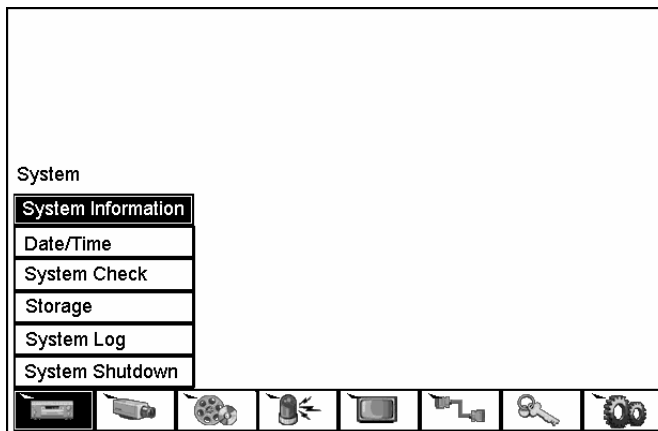 System
System Information
Date/Time
System Check
Storage
System Log
System Shutdown